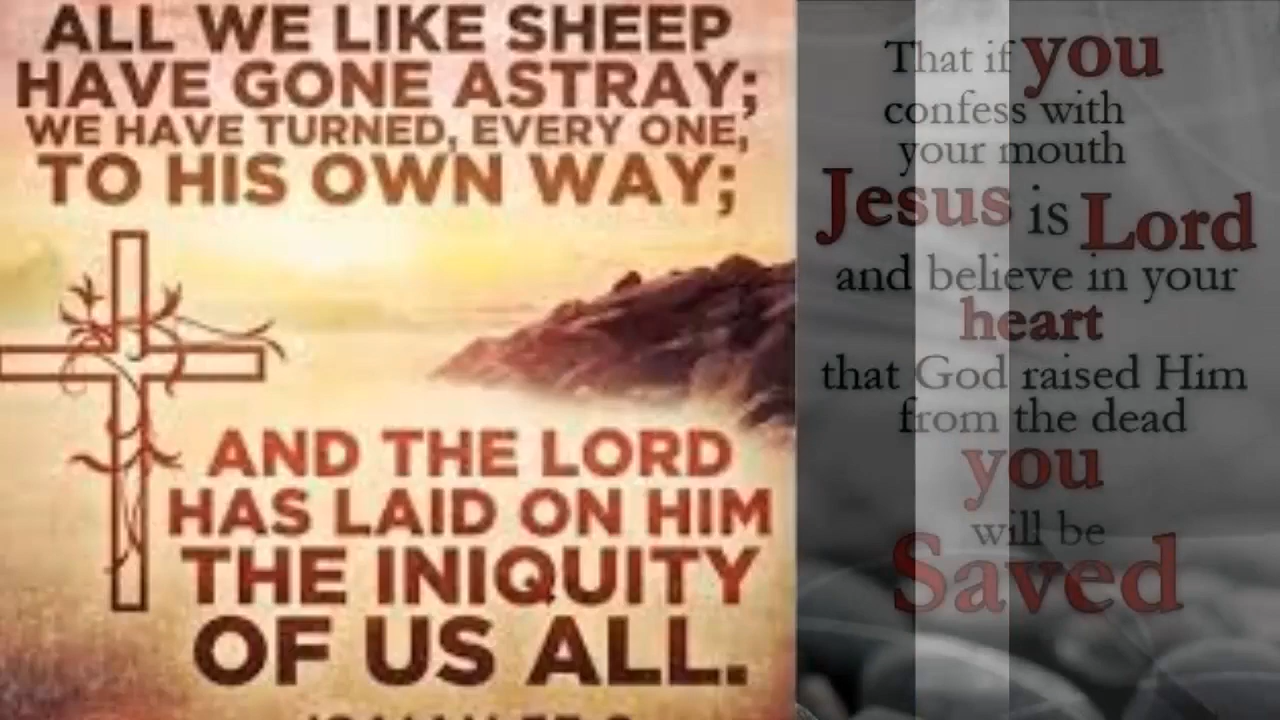 ALL WE LIKE SHEEP
HAVE GONE ASTRAY;
WE HAVE TURNED, EVERY ONE,
TO HIS OWN WAY;
AND THE LORD
HAS LAID ON HIM
THE INIQUITY
OF US ALL.
That if you
confess with
your mouth
Jesus is Lord
and believe in your
heart
that God raised Him
from the dead
you
will be
Saved